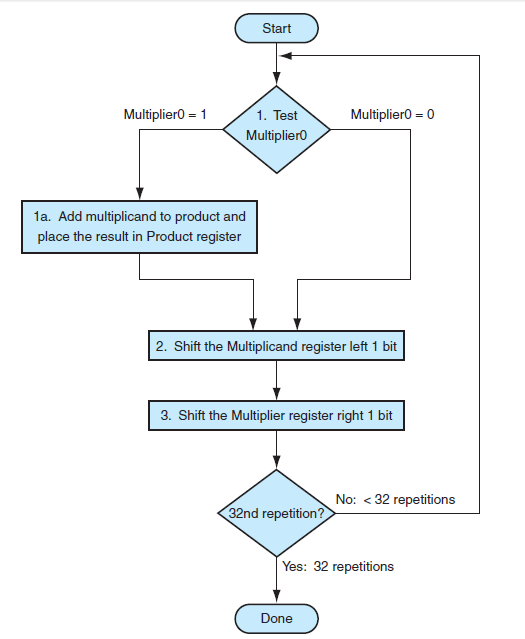 Start
Multiplier0 = 1
1. Test
Multiplier0
Multiplier0 = 0
1a. Add multiplicand to product and
place the result in Product register
2. Shift the Multiplicand register left 1 bit
3. Shift the Multiplier register right 1 bit
32nd repetition?
No: < 32 repetitions
Yes: 32 repetitions
Done